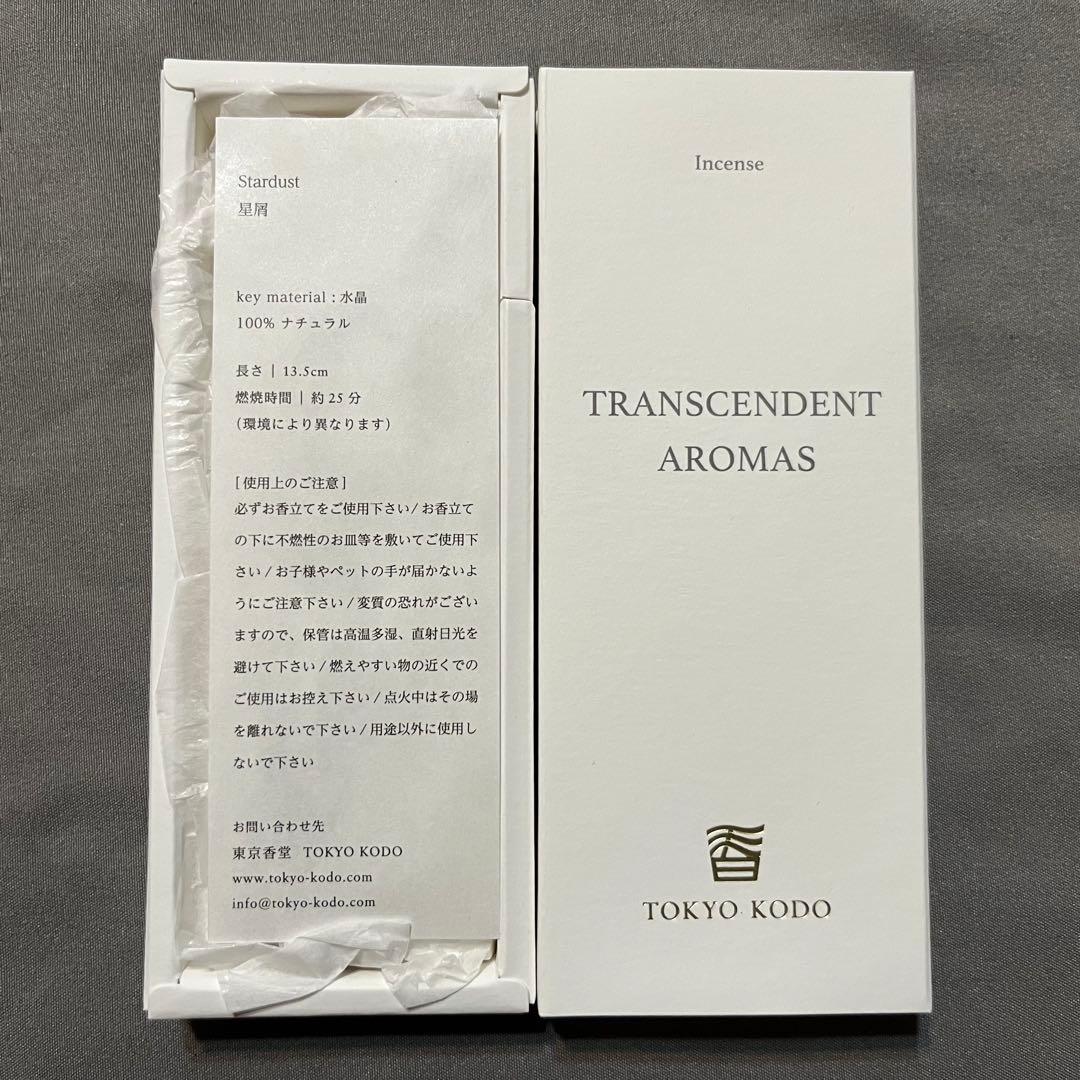 Stardust
星屑
key material : 水晶
100% ナチュラル
長さ | 13.5cm
燃焼時間 | 約 25 分
(環境により異なります)
[ 使用上のご注意 ]
必ずお香立てをご使用下さい / お香立て
の下に不燃性のお皿等を敷いてご使用下
さい / お子様やペットの手が届かないよ
うにご注意下さい / 変質の恐れがござい
ますので、保管は高温多湿、直射日光を
避けて下さい / 燃えやすい物の近くでの
ご使用はお控え下さい / 点火中はその場
を離れないで下さい / 用途以外に使用し
ないで下さい
お問い合わせ先
東京香堂 TOKYO KODO
www.tokyo-kodo.com
info@tokyo-kodo.com
Incense
TRANSCENDENT
AROMAS
TOKYO KODO